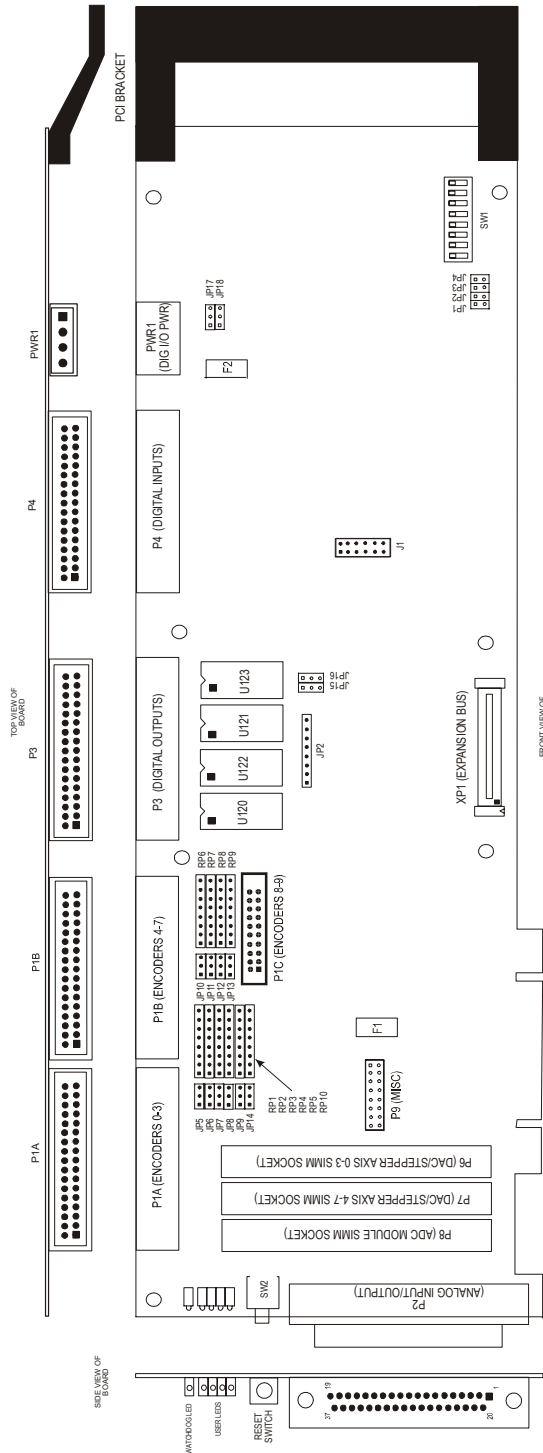 PCI BRACKET
PWR1
P4
TOP VIEW OF
BOARD
P3
P1B
P1A
SIDE VIEW OF
BOARD
JP17
JP18
PWR1
(DIG I/O PWR)
F2
SW1
JP1
JP2
JP3
JP4
P4 (DIGITAL INPUTS)
J1
P3 (DIGITAL OUTPUTS)
U123
U121
U122
U120
JP15
JP16
JP2
XP1 (EXPANSION BUS)
FRONT VIEW OF
P1B (ENCODERS 4-7)
RP6
RP7
RP8
RP9
JP10
JP11
JP12
JP13
P1C (ENCODERS 8-9)
P1A (ENCODERS 0-3)
JP5
JP6
JP7
JP8
JP9
JP14
RP1
RP2
RP3
RP4
RP5
RP10
F1
P9 (MISC)
P6 (DAC/STEPPER AXIS 0-3 SIMM SOCKET)
P7 (DAC/STEPPER AXIS 4-7 SIMM SOCKET)
P8 (ADC MODULE SIMM SOCKET)
SW2
P2
(ANALOG INPUT/OUTPUT)
WATCHDOG LED
USER LEDS
RESET
SWITCH
19
37
1
20